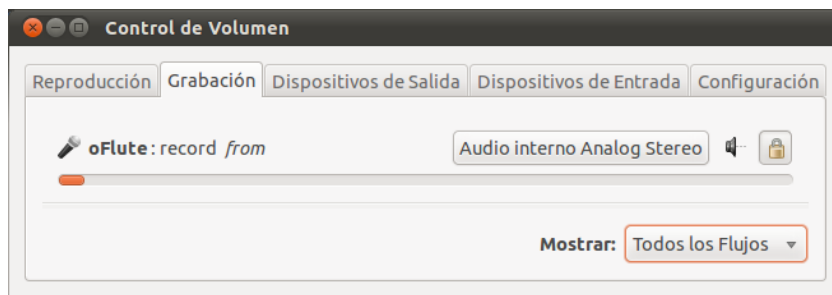 Control de Volumen
Reproducción Grabación Dispositivos de Salida Dispositivos de Entrada Configuración
oFlute : record from Audio interno Analog Stereo
Mostrar: Todos los Flujos